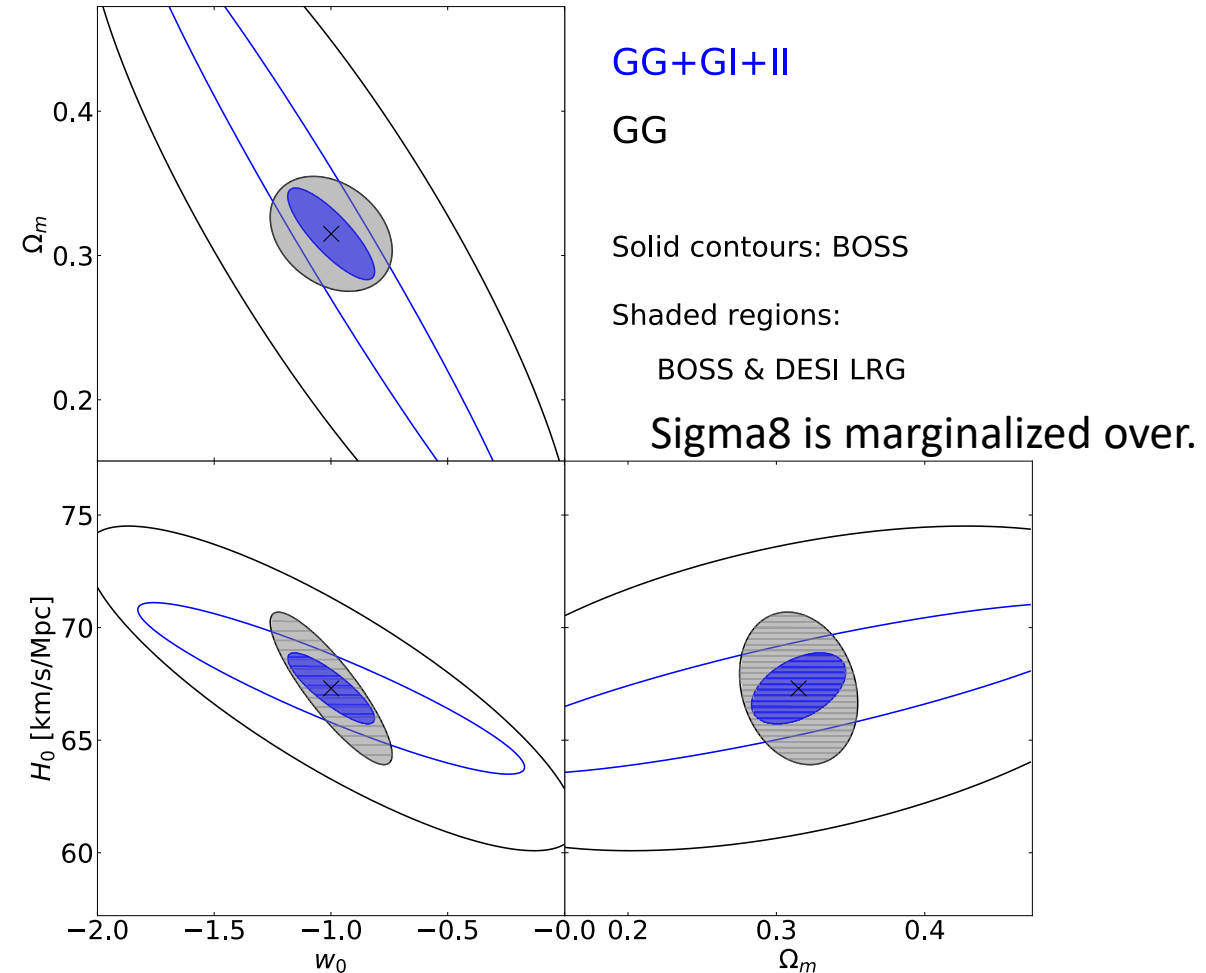 GG+GI+II
GG
Solid contours: BOSS
Shaded regions:
BOSS & DESI LRG
Sigma8 is marginalized over.
Ωₘ
0.4
0.3
0.2
H₀ [km/s/Mpc]
75
70
65
60
−2.0 −1.5 −1.0 −0.5 −0.0 0.2 0.3 0.4
w₀ Ωₘ